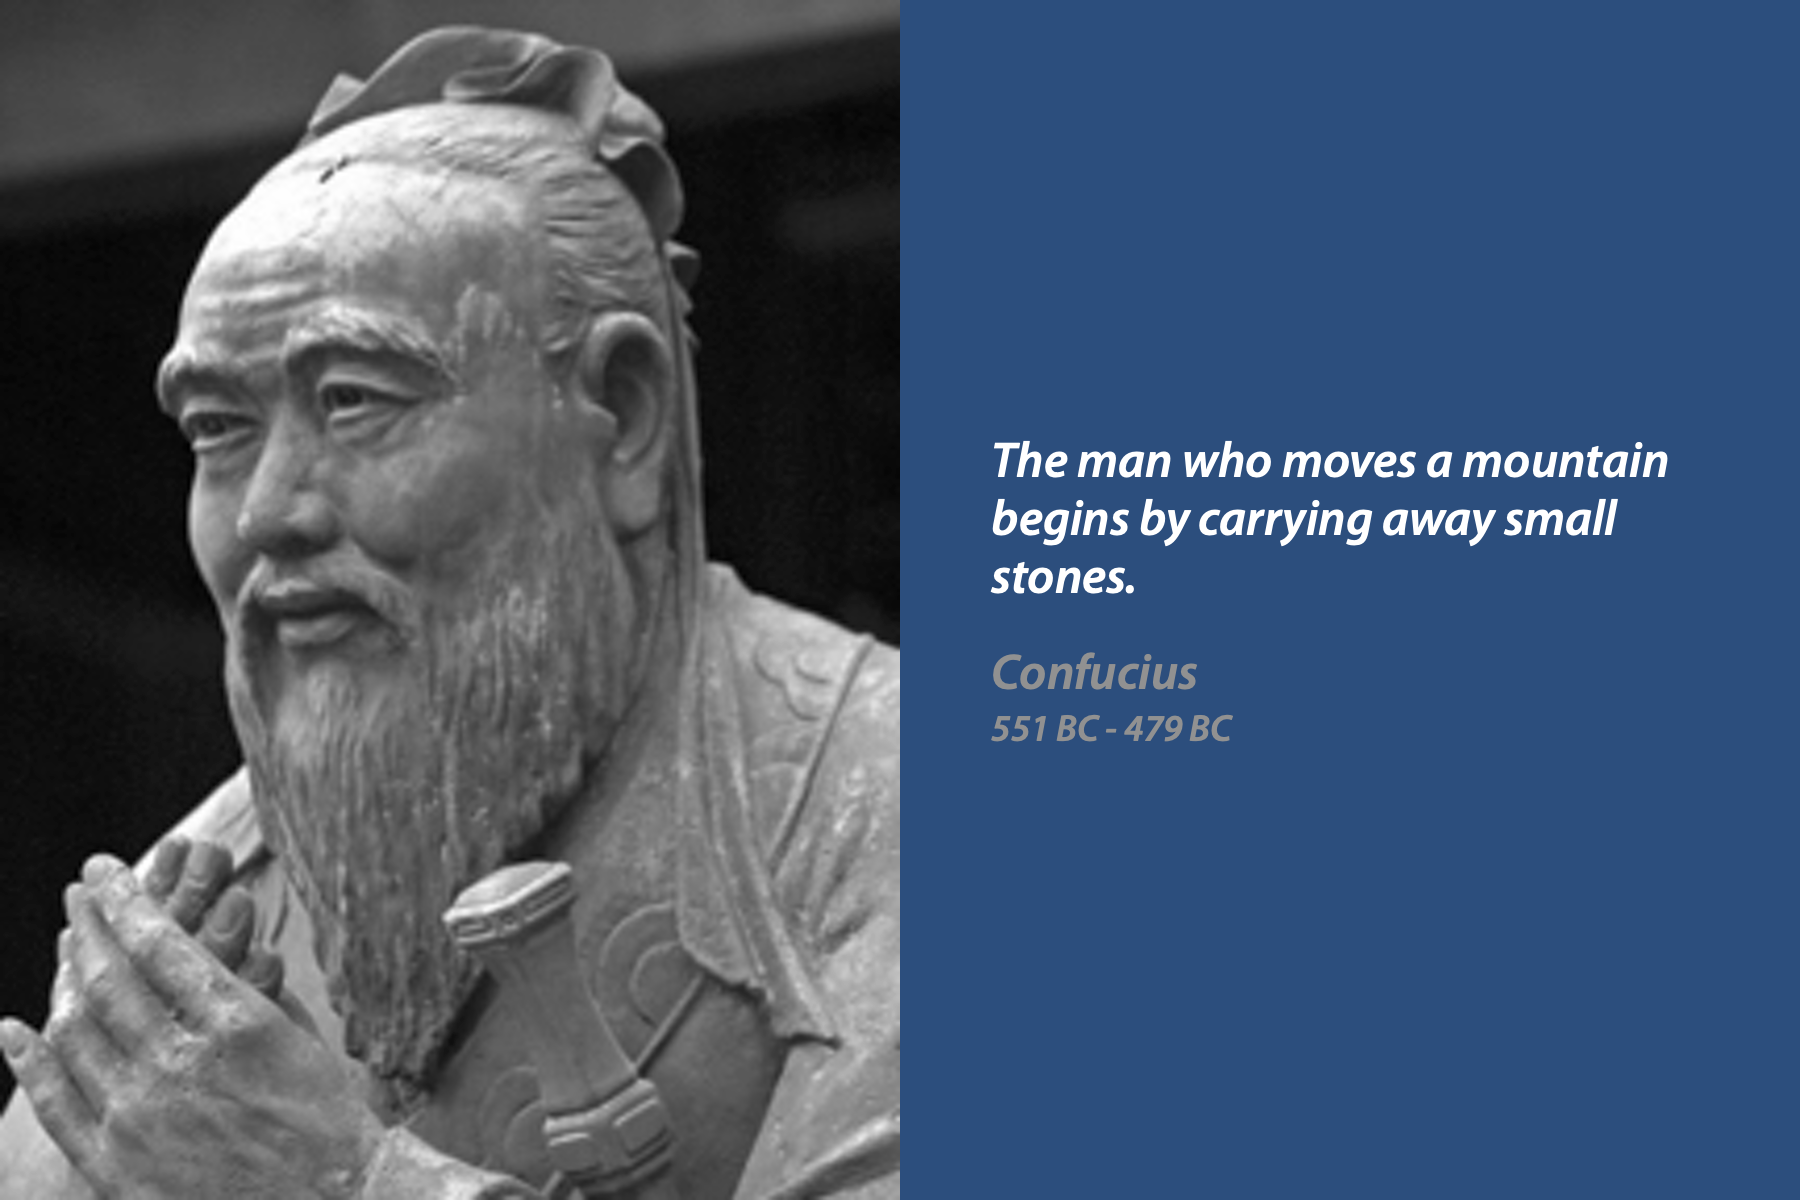 The man who moves a mountain
begins by carrying away small
stones.
Confucius
551 BC - 479 BC